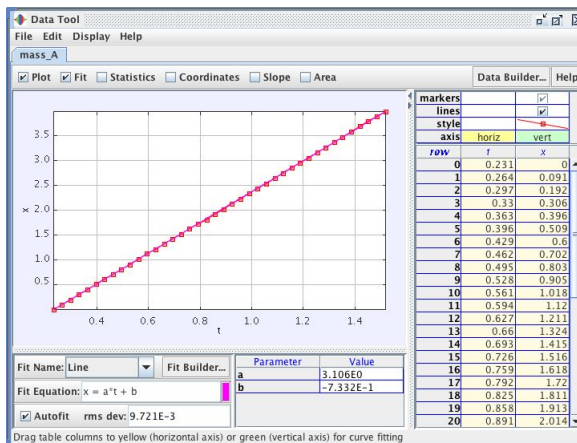 Data Tool
File Edit Display Help
mass_A
Plot Fit Statistics Coordinates Slope Area Data Builder... Help
markers
lines
style
axis horiz vert
row t x
0 0.231 0
1 0.264 0.091
2 0.297 0.192
3 0.33 0.306
4 0.363 0.396
5 0.396 0.509
6 0.429 0.6
7 0.462 0.702
8 0.495 0.803
9 0.528 0.905
10 0.561 1.018
11 0.594 1.12
12 0.627 1.211
13 0.66 1.324
14 0.693 1.415
15 0.726 1.516
16 0.759 1.618
17 0.792 1.72
18 0.825 1.811
19 0.858 1.913
20 0.891 2.014
3.5
3.0
2.5
x
2.0
1.5
1.0
0.5
0.4 0.6 0.8 1.0 1.2 1.4
t
Fit Name: Line Fit Builder...
Fit Equation: x = a*t + b
Autofit rms dev: 9.721E-3
Parameter Value
a 3.106E0
b -7.332E-1
Drag table columns to yellow (horizontal axis) or green (vertical axis) for curve fitting